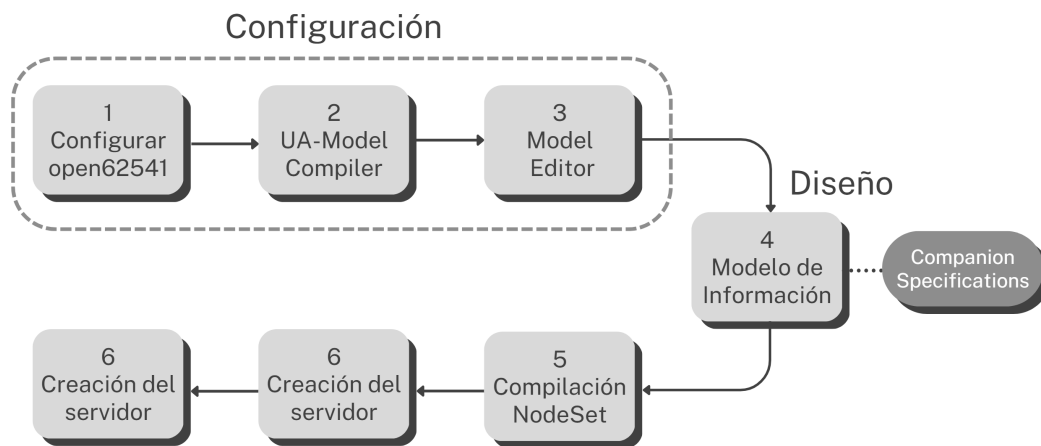 Configuración
1
Configurar
open62541
2
UA-Model
Compiler
3
Model
Editor
Diseño
4
Modelo de
Información
Companion
Specifications
5
Compilación
NodeSet
6
Creación del
servidor
6
Creación del
servidor